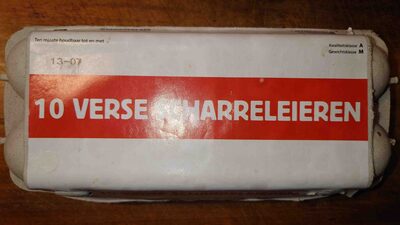 Ten minste houdbaar tot en met ...
Kwaliteitsklasse A
Gewichtsklasse M
13-07
10 VERSE SCHARRELEIEREN